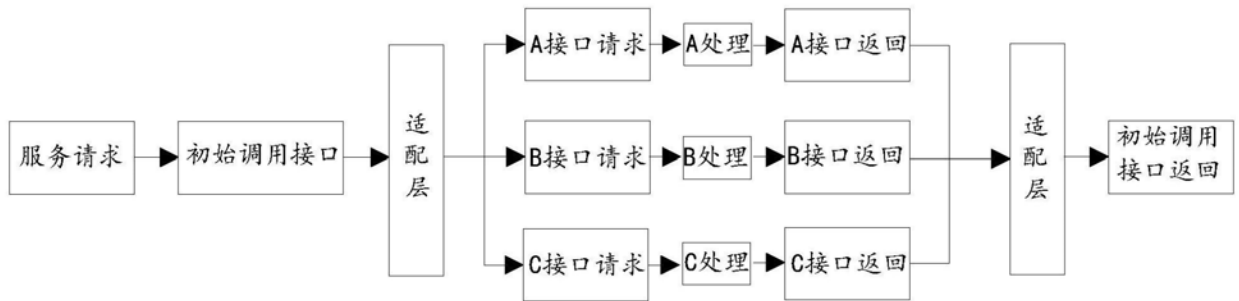 服务请求
初始调用接口
适
配
层
A接口请求
A处理
A接口返回
B接口请求
B处理
B接口返回
C接口请求
C处理
C接口返回
适
配
层
初始调用
接口返回